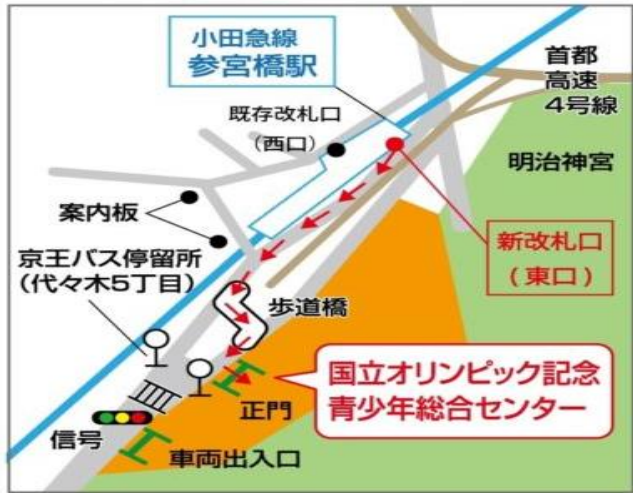 小田急線
参宮橋駅
首都
高速
4号線
既存改札口
(西口)
明治神宮
案内板
新改札口
(東口)
京王バス停留所
(代々木5丁目)
歩道橋
国立オリンピック記念
青少年総合センター
正門
信号
車両出入口